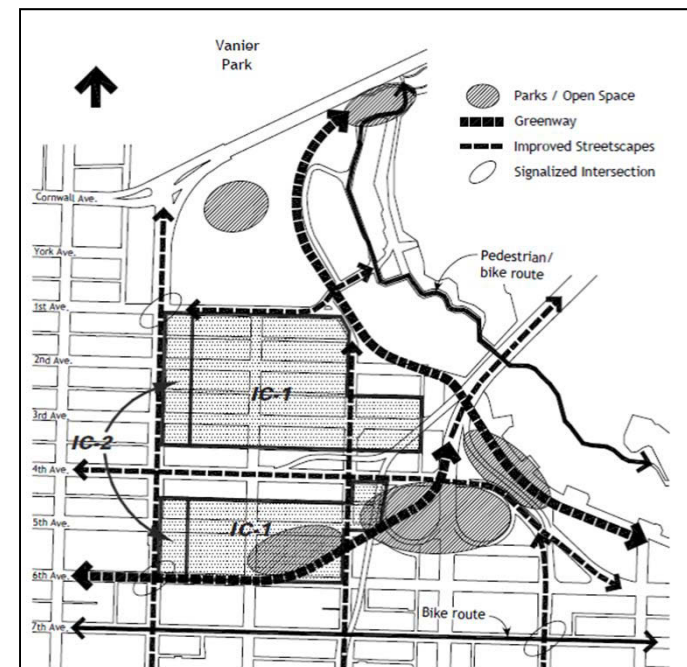 Vanier
Park
Parks / Open Space
Greenway
Improved Streetscapes
Signalized Intersection
Cornwall Ave.
York Ave.
Pedestrian/
bike route
1st Ave.
2nd Ave.
IC-1
3rd Ave.
IC-2
4th Ave.
5th Ave.
IC-1
6th Ave.
Bike route
7th Ave.